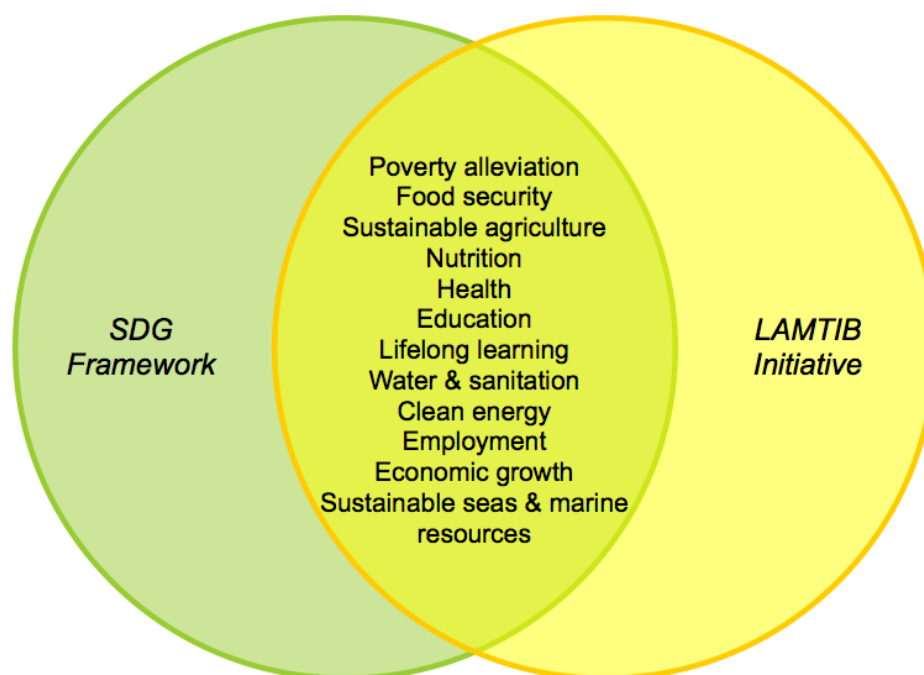 SDG
Framework
Poverty alleviation
Food security
Sustainable agriculture
Nutrition
Health
Education
Lifelong learning
Water & sanitation
Clean energy
Employment
Economic growth
Sustainable seas & marine
resources
LAMTIB
Initiative